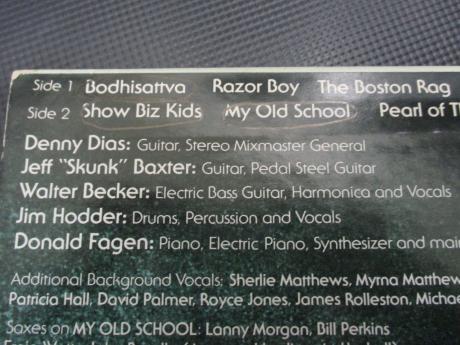 Side 1 Bodhisattva Razor Boy The Boston Rag
Side 2 Show Biz Kids My Old School Pearl of
Denny Dias: Guitar, Stereo Mixmaster General
Jeff "Skunk" Baxter: Guitar, Pedal Steel Guitar
Walter Becker: Electric Bass Guitar, Harmonica and Vocals
Jim Hodder: Drums, Percussion and Vocals
Donald Fagen: Piano, Electric Piano, Synthesizer and
Additional Background Vocals: Sherlie Matthews, Myrna Matthew
Patricia Hall, David Palmer, Royce Jones, James Rolleston, Michae
Saxes on MY OLD SCHOOL: Lanny Morgan, Bill Perkins